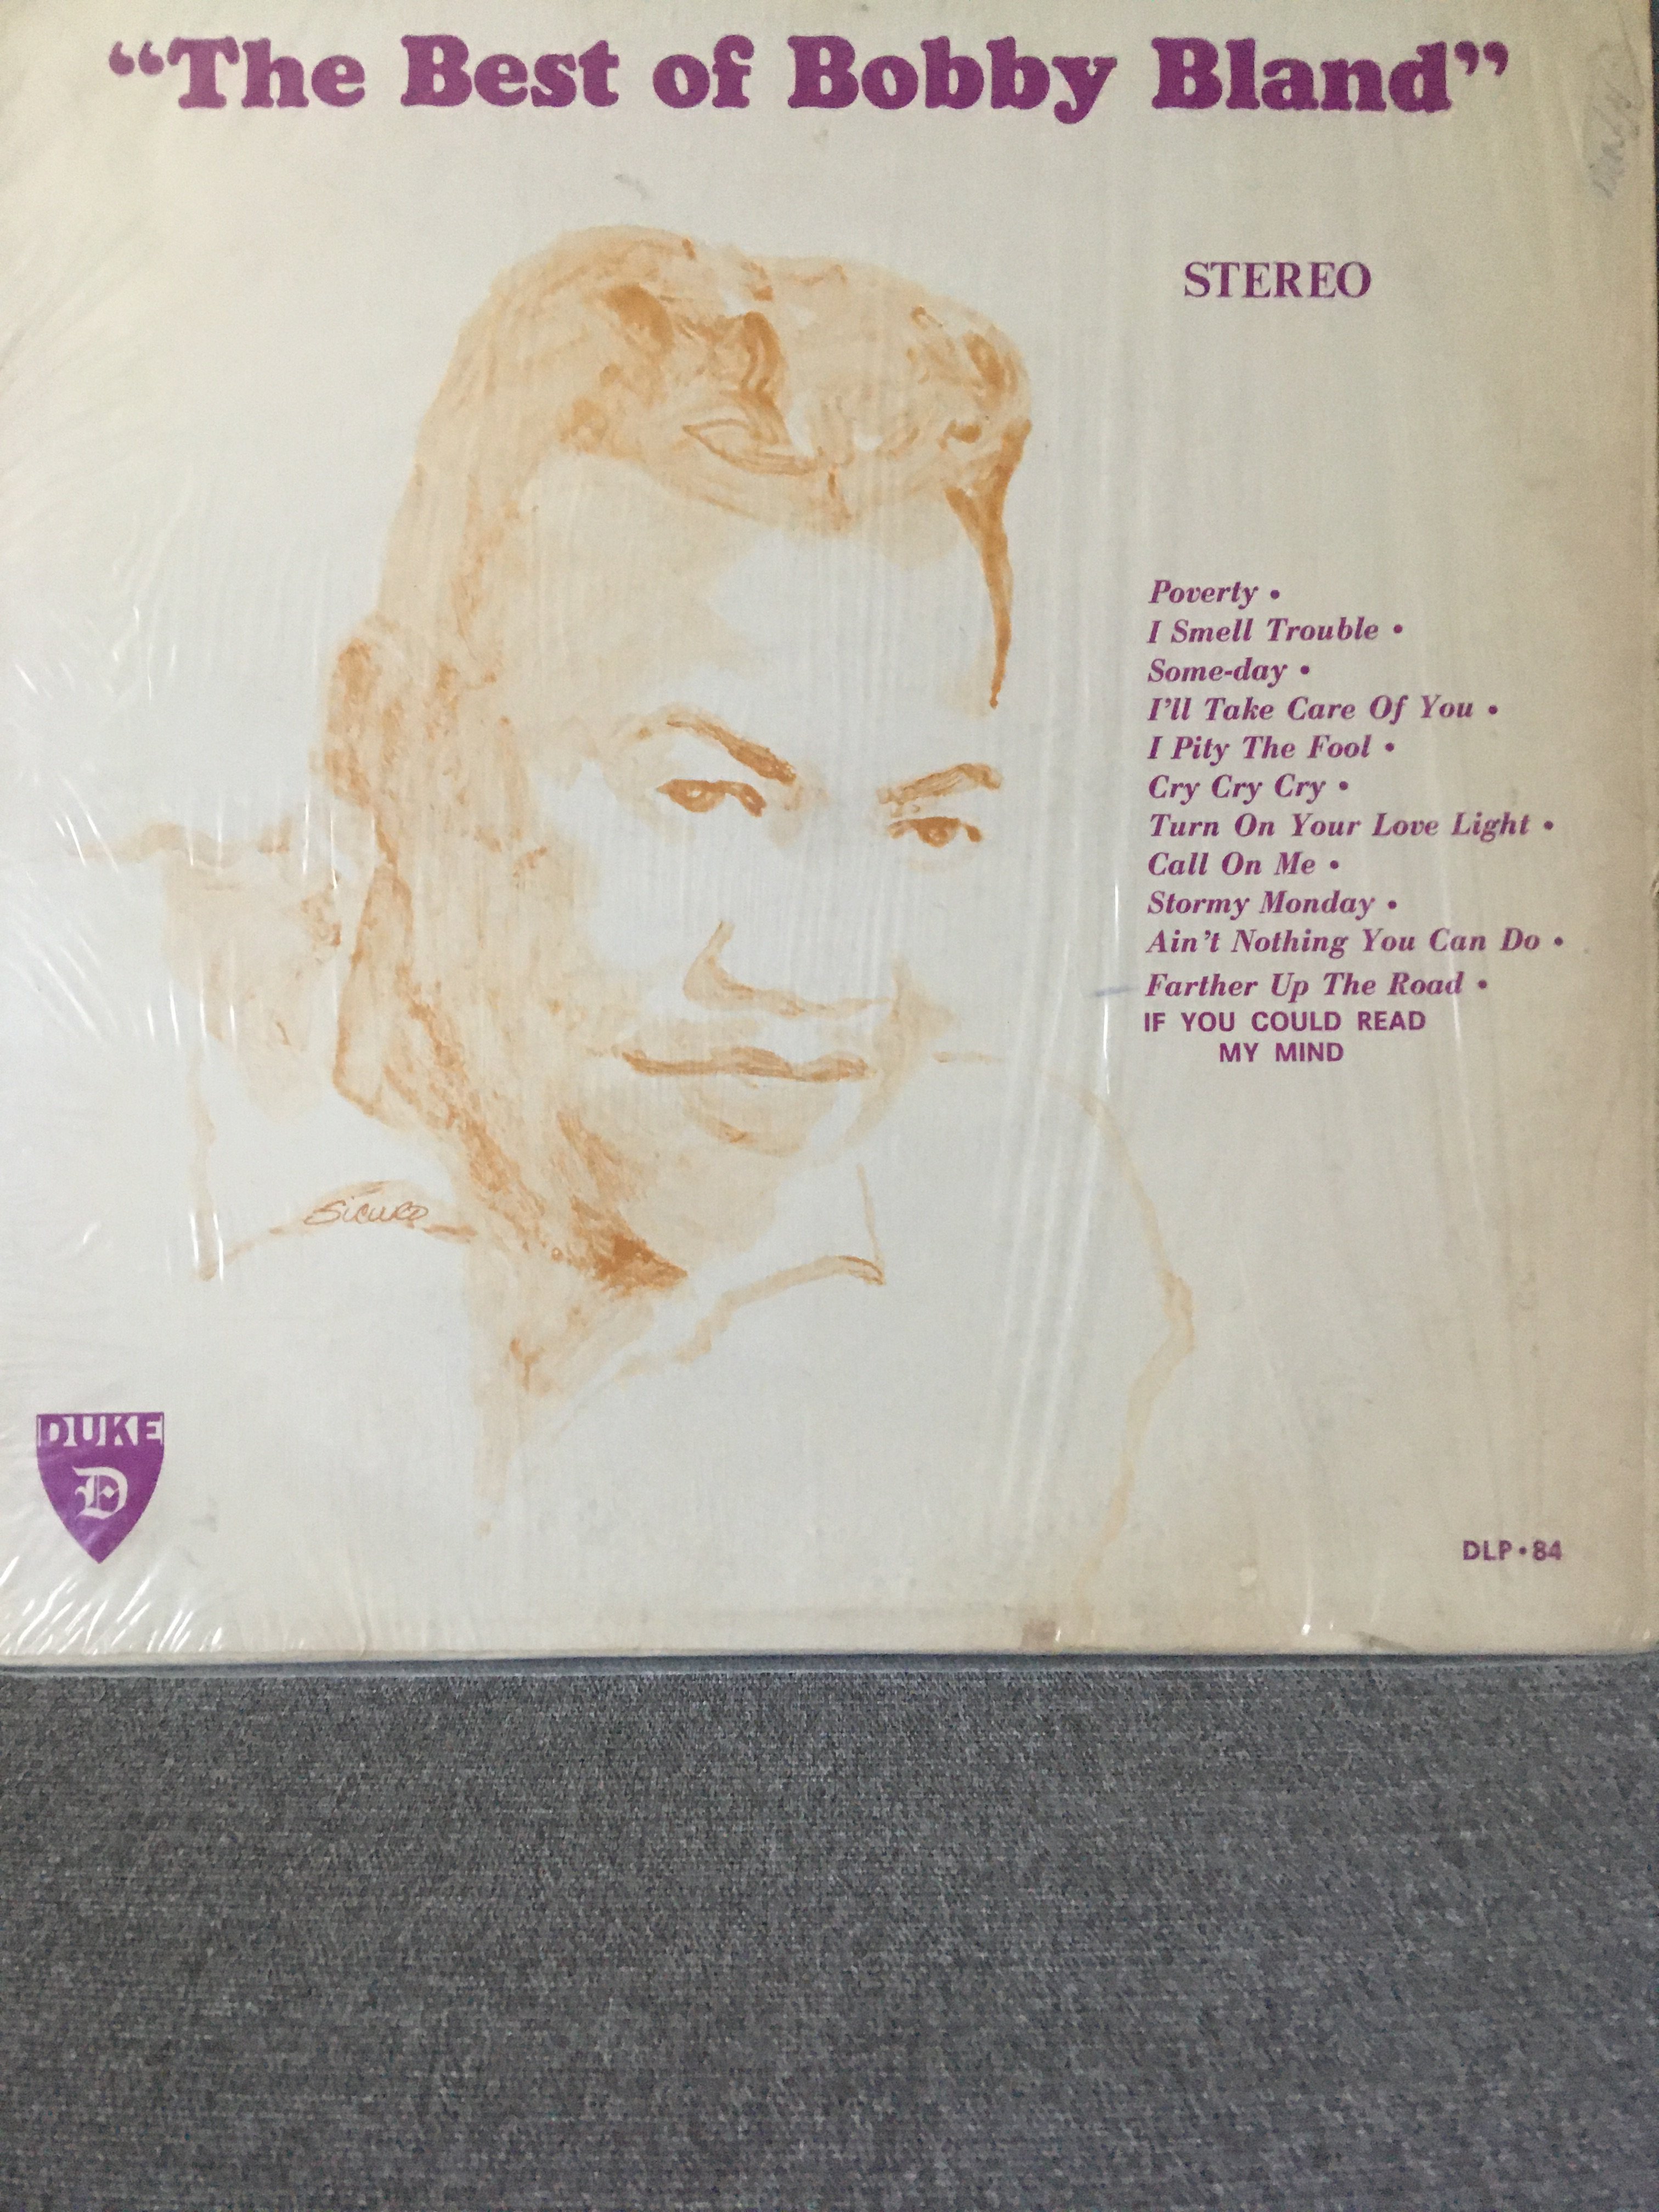 “The Best of Bobby Bland”
STEREO
Poverty •
I Smell Trouble •
Some-day •
I’ll Take Care Of You •
I Pity The Fool •
Cry Cry Cry •
Turn On Your Love Light •
Call On Me •
Stormy Monday •
Ain’t Nothing You Can Do •
Farther Up The Road •
IF YOU COULD READ
MY MIND
DUKE
D
DLP•84